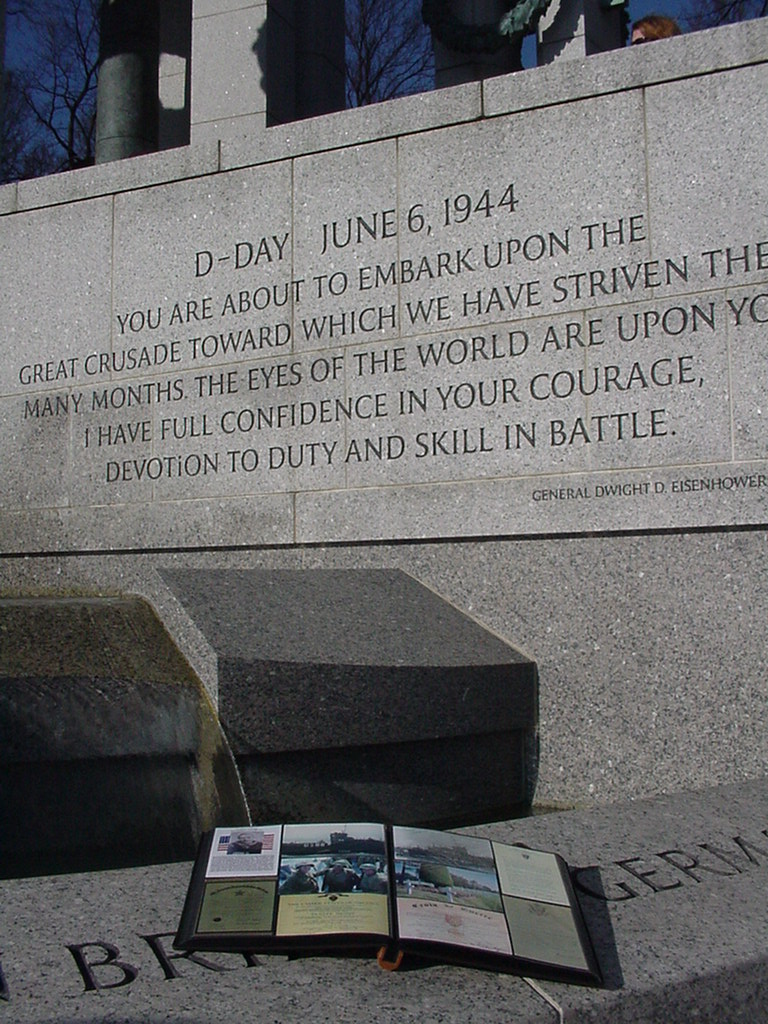 D-DAY JUNE 6, 1944
YOU ARE ABOUT TO EMBARK UPON THE
GREAT CRUSADE TOWARD WHICH WE HAVE STRIVEN THE
MANY MONTHS. THE EYES OF THE WORLD ARE UPON YO
I HAVE FULL CONFIDENCE IN YOUR COURAGE,
DEVOTION TO DUTY AND SKILL IN BATTLE.
GENERAL DWIGHT D. EISENHOWER
BR
GERM